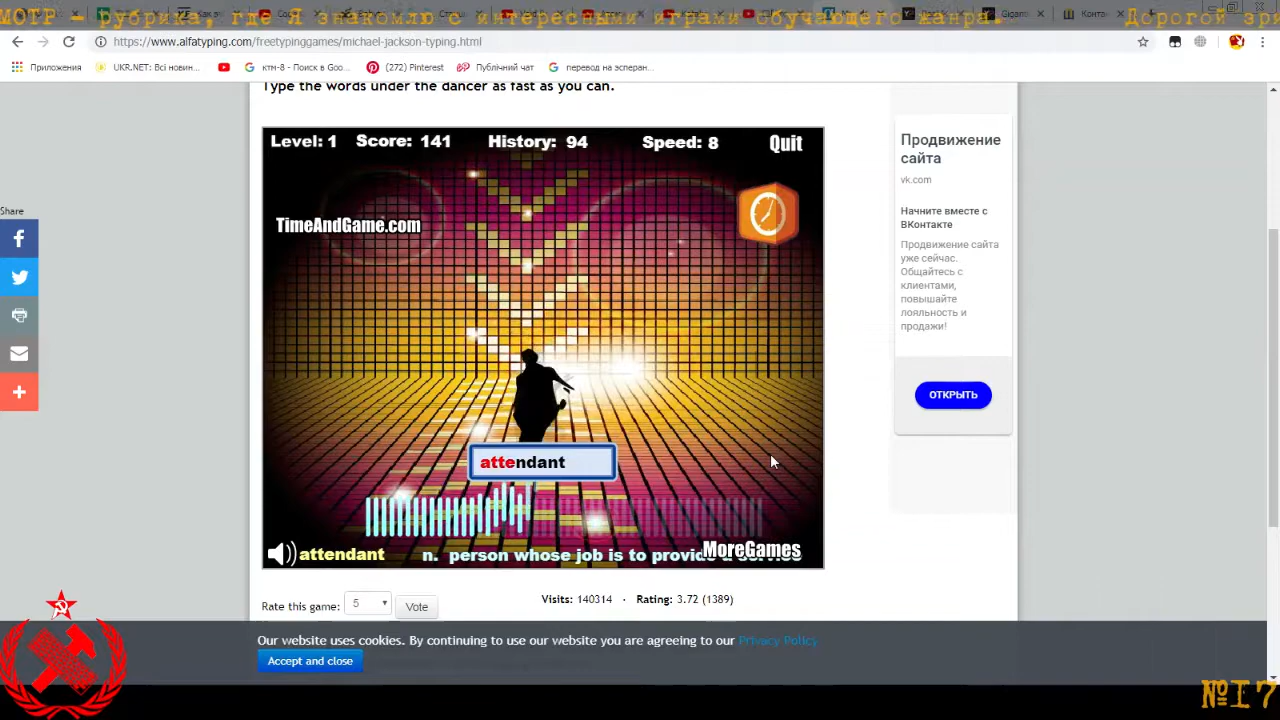 МОТР – рубрика, где Я знакомлю с интересными играми обучающего жанра.
Дорогой зри
https://www.alfatyping.com/freetypinggames/michael-jackson-typing.html
Приложения
UKR.NET: Всі новин...
ктм-8 - Поиск в Goo...
(272) Pinterest
Публічний чат
перевод на эсперан...
Type the words under the dancer as fast as you can.
Level: 1 Score: 141 History: 94 Speed: 8 Quit
TimeAndGame.com
attendant
attendant n. person whose job is to provide a service
MoreGames
Share
Продвижение
сайта
vk.com
Начните вместе с
ВКонтакте
Продвижение сайта
уже сейчас.
Общайтесь с
клиентами,
повышайте
лояльность и
продажи!
ОТКРЫТЬ
Rate this game: 5 Vote Visits: 140314 · Rating: 3.72 (1389)
Our website uses cookies. By continuing to use our website you are agreeing to our Privacy Policy
Accept and close
№17